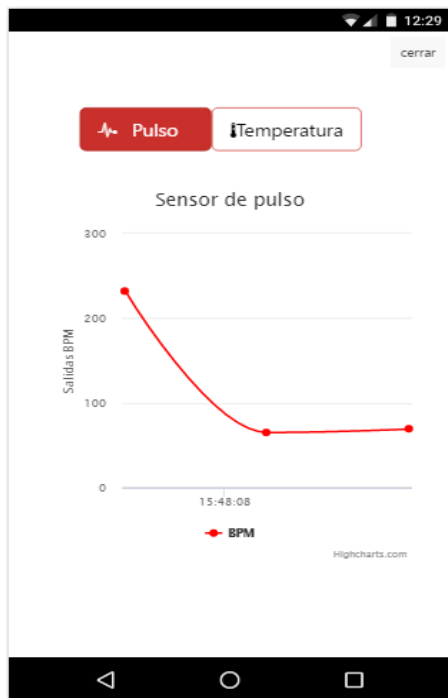 12:29
cerrar
Pulso
Temperatura
Sensor de pulso
300
200
100
0
Salidas BPM
15:48:08
BPM
Highcharts.com